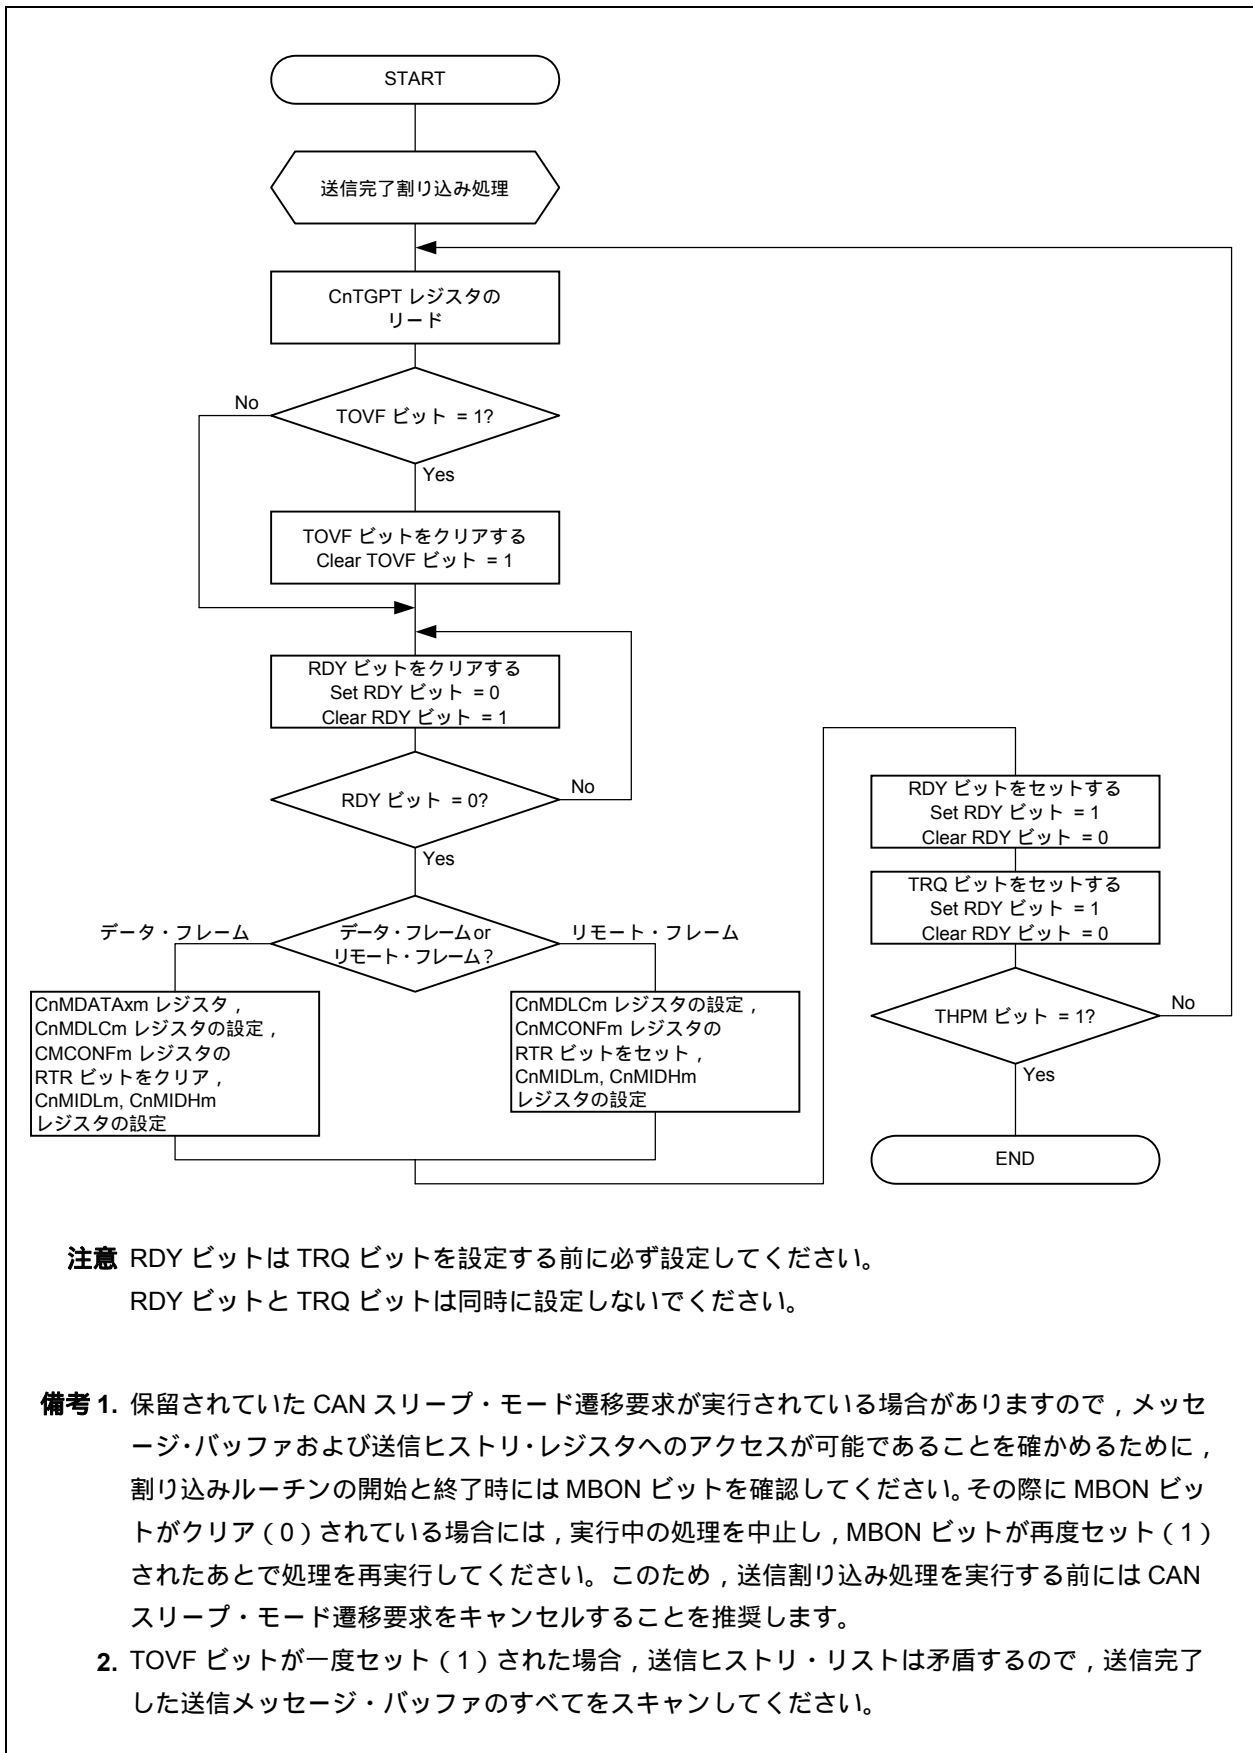 START
送信完了割り込み処理
CnTGPT レジスタの
リード
No
TOVF ビット = 1?
Yes
TOVF ビットをクリアする
Clear TOVF ビット = 1
RDY ビットをクリアする
Set RDY ビット = 0
Clear RDY ビット = 1
RDY ビット = 0?
No
Yes
データ・フレーム
データ・フレーム or
リモート・フレーム？
リモート・フレーム
CnMDATAxm レジスタ，
CnMDLCm レジスタの設定，
CMCONFm レジスタの
RTR ビットをクリア，
CnMIDLm, CnMIDHm
レジスタの設定
CnMDLCm レジスタの設定，
CnMCONFm レジスタの
RTR ビットをセット，
CnMIDLm, CnMIDHm
レジスタの設定
RDY ビットをセットする
Set RDY ビット = 1
Clear RDY ビット = 0
TRQ ビットをセットする
Set RDY ビット = 1
Clear RDY ビット = 0
THPM ビット = 1?
No
Yes
END
注意 RDY ビットは TRQ ビットを設定する前に必ず設定してください。
RDY ビットと TRQ ビットは同時に設定しないでください。
備考 1. 保留されていた CAN スリープ・モード遷移要求が実行されている場合がありますので，メッセ
ージ・バッファおよび送信ヒストリ・レジスタへのアクセスが可能であることを確かめるために，
割り込みルーチンの開始と終了時には MBON ビットを確認してください。その際に MBON ビッ
トがクリア（0）されている場合には，実行中の処理を中止し，MBON ビットが再度セット（1）
されたあとで処理を再実行してください。このため，送信割り込み処理を実行する前には CAN
スリープ・モード遷移要求をキャンセルすることを推奨します。
2. TOVF ビットが一度セット（1）された場合，送信ヒストリ・リストは矛盾するので，送信完了
した送信メッセージ・バッファのすべてをスキャンしてください。